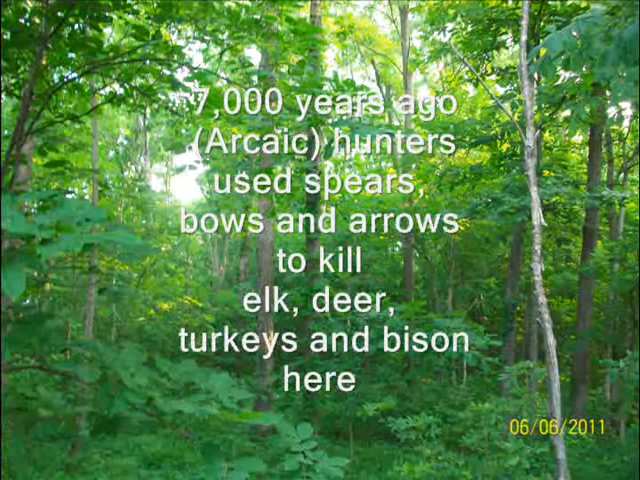 7,000 years ago
(Arcaic) hunters
used spears,
bows and arrows
to kill
elk, deer,
turkeys and bison
here
06/06/2011